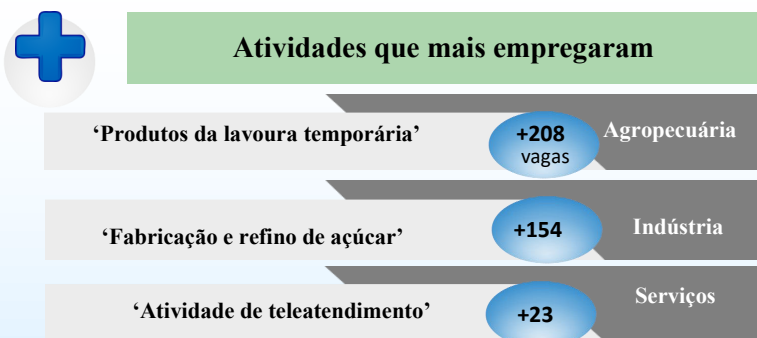 Atividades que mais empregaram
‘Produtos da lavoura temporária’
+208
vagas
Agropecuária
‘Fabricação e refino de açúcar’
+154
Indústria
‘Atividade de teleatendimento’
+23
Serviços